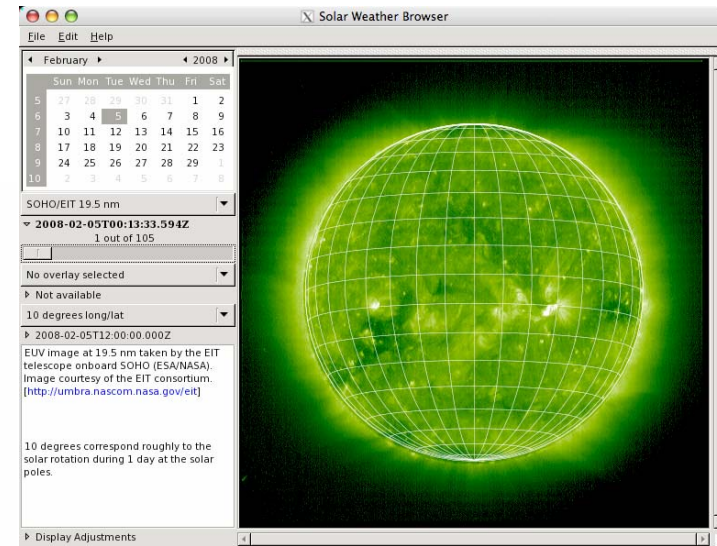 X Solar Weather Browser
File Edit Help
February 2008
Sun Mon Tue Wed Thu Fri Sat
5 27 28 29 30 31 1 2
6 3 4 5 6 7 8 9
7 10 11 12 13 14 15 16
8 17 18 19 20 21 22 23
9 24 25 26 27 28 29 1
10 2 3 4 5 6 7 8
SOHO/EIT 19.5 nm
2008-02-05T00:13:33.594Z
1 out of 105
No overlay selected
Not available
10 degrees long/lat
2008-02-05T12:00:00.000Z
EUV image at 19.5 nm taken by the EIT
telescope onboard SOHO (ESA/NASA).
Image courtesy of the EIT consortium.
[http://umbra.nascom.nasa.gov/eit]
10 degrees correspond roughly to the
solar rotation during 1 day at the solar
poles.
Display Adjustments